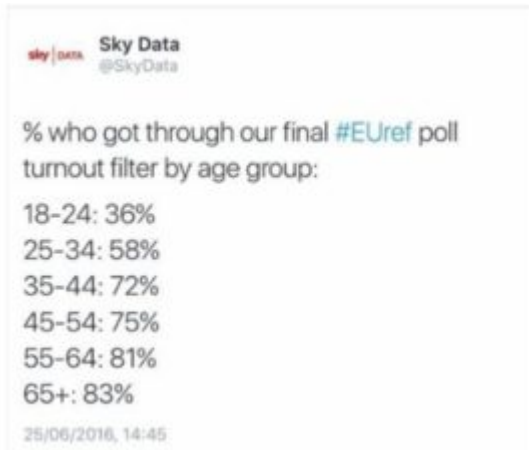 sky DATA
Sky Data
@SkyData
% who got through our final #EUref poll
turnout filter by age group:
18-24: 36%
25-34: 58%
35-44: 72%
45-54: 75%
55-64: 81%
65+: 83%
25/06/2016, 14:45